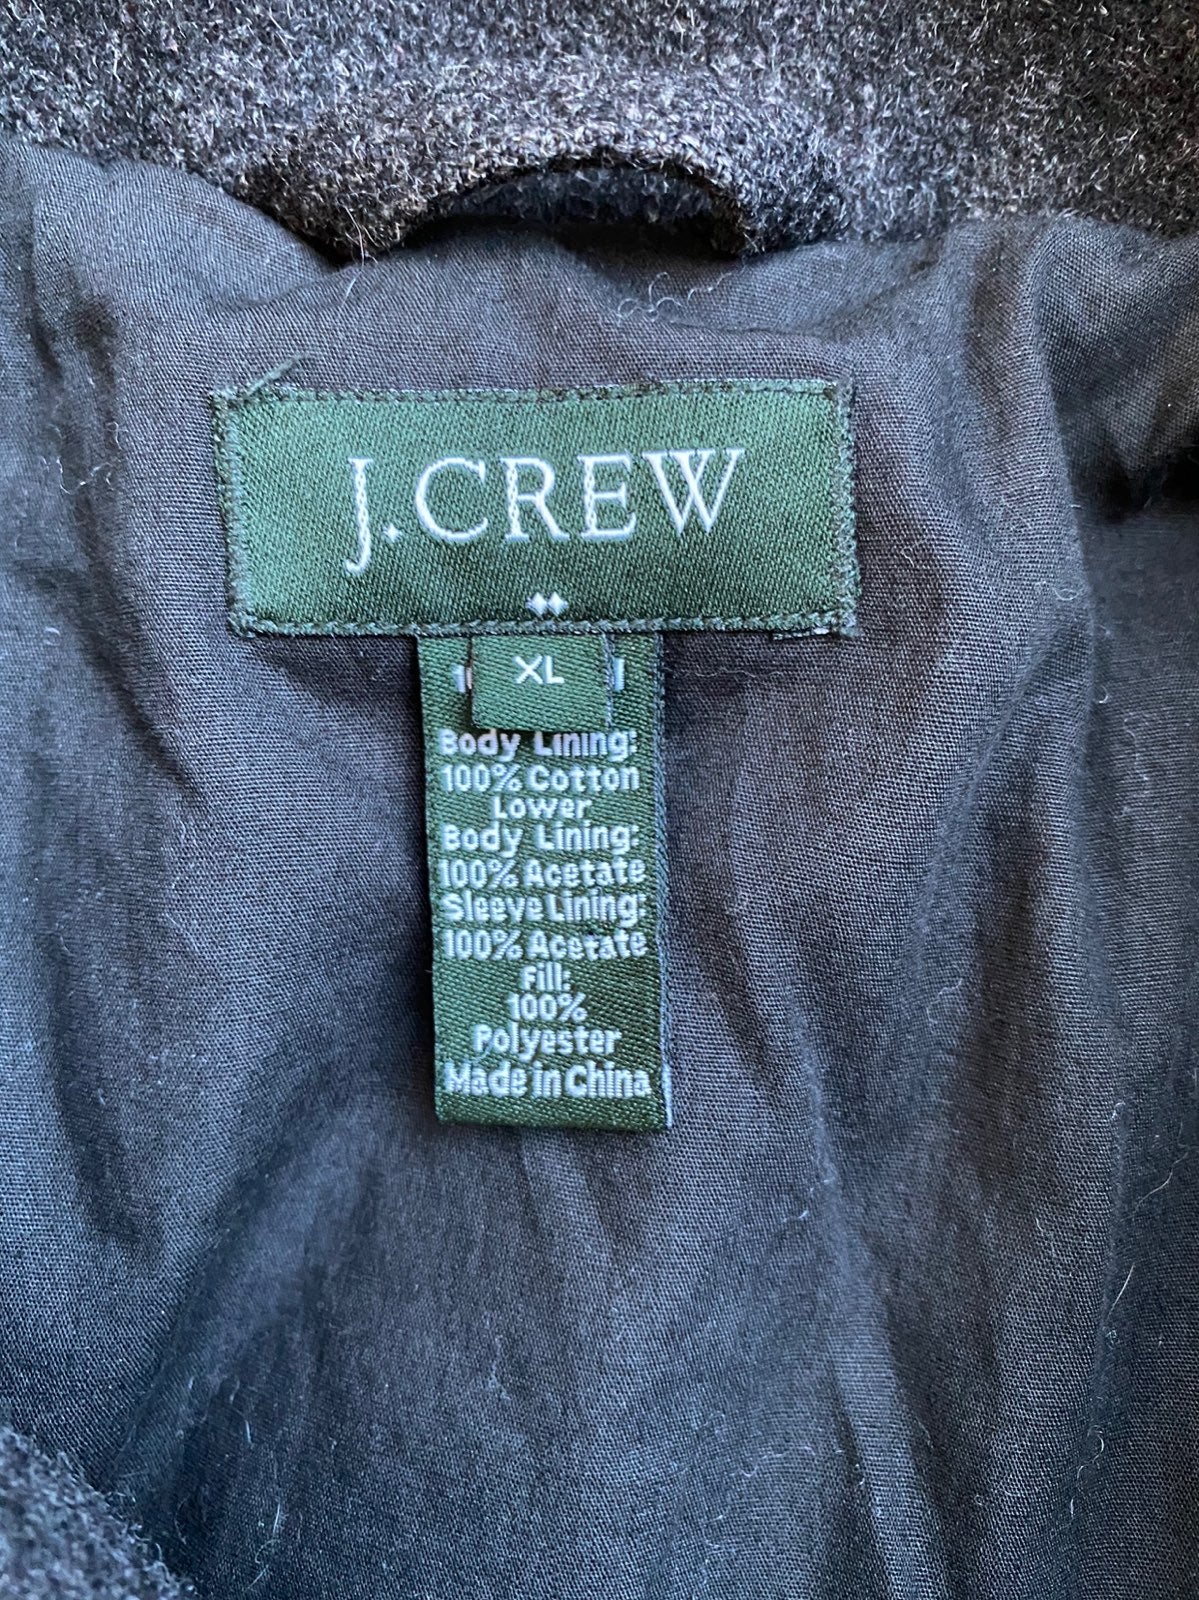 J.CREW
XL
Body Lining:
100% Cotton
Lower
Body Lining:
100% Acetate
Sleeve Lining:
100% Acetate
Fill:
100%
Polyester
Made in China